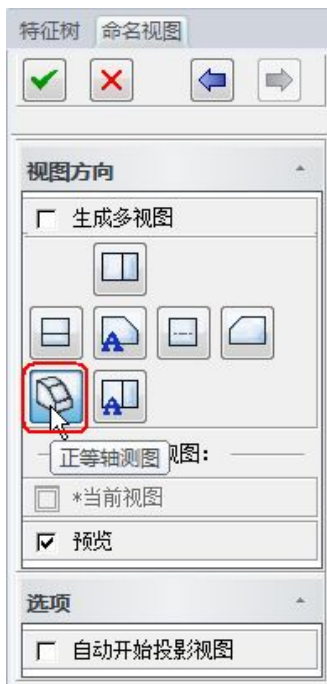 特征树 命名视图
视图方向
生成多视图
A
A
正等轴测图 视图:
*当前视图
预览
选项
自动开始投影视图